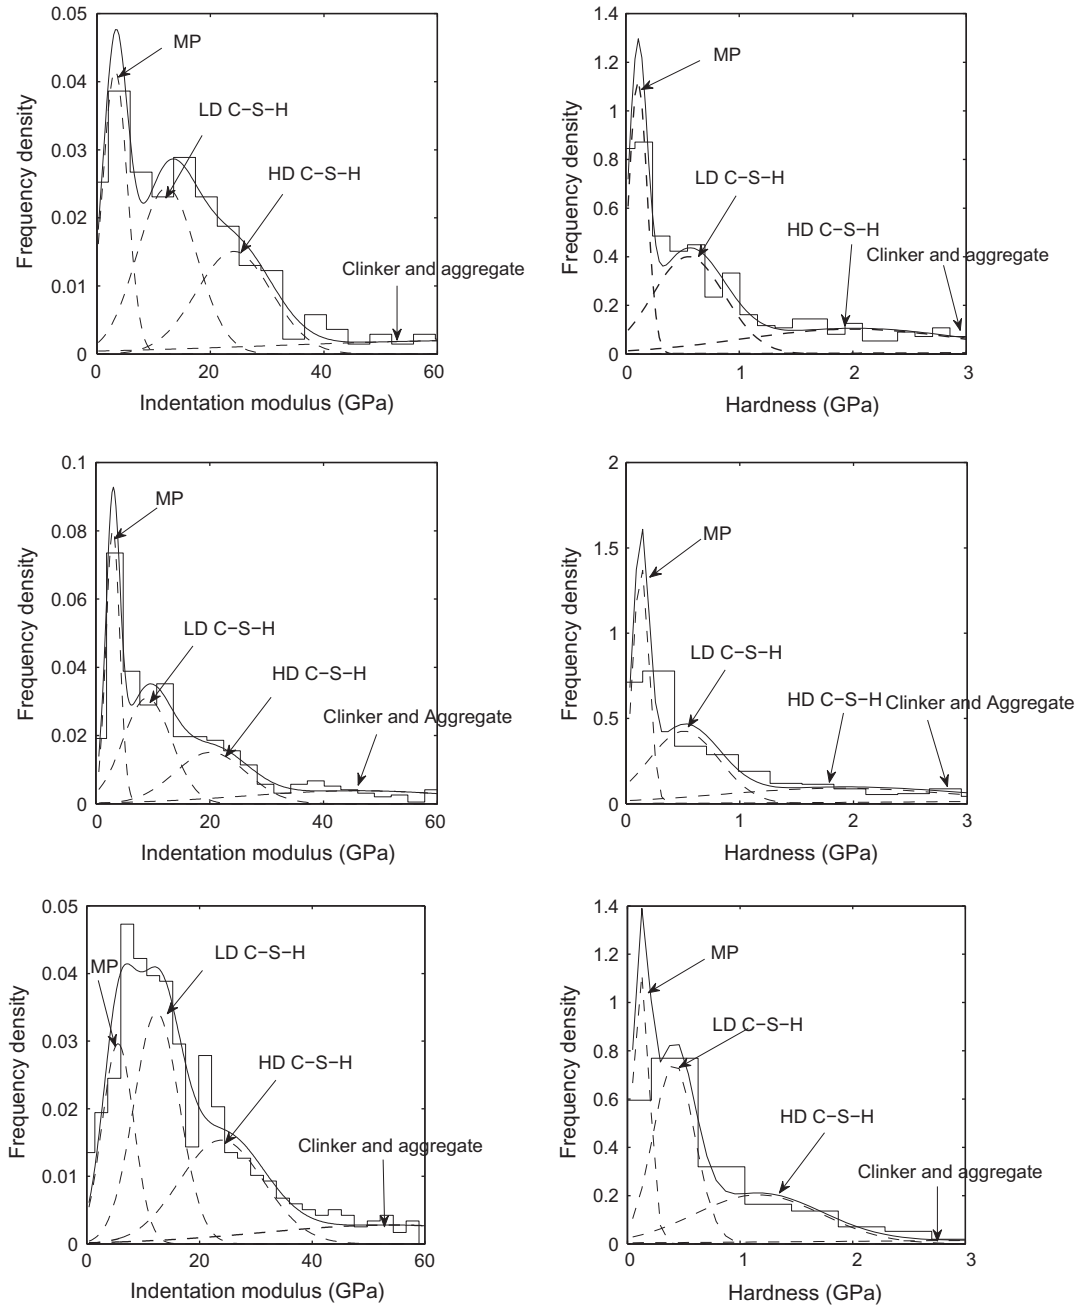 0.05
0.04
0.03
0.02
0.01
0
Frequency density
MP
LD C−S−H
HD C−S−H
Clinker and aggregate
0 20 40 60
Indentation modulus (GPa)
1.4
1.2
1
0.8
0.6
0.4
0.2
0
Frequency density
MP
LD C−S−H
HD C−S−H
Clinker and aggregate
0 1 2 3
Hardness (GPa)
0.1
0.08
0.06
0.04
0.02
0
Frequency density
MP
LD C−S−H
HD C−S−H
Clinker and Aggregate
0 20 40 60
Indentation modulus (GPa)
2
1.5
1
0.5
0
Frequency density
MP
LD C−S−H
HD C−S−H
Clinker and Aggregate
0 1 2 3
Hardness (GPa)
0.05
0.04
0.03
0.02
0.01
0
Frequency density
MP
LD C−S−H
HD C−S−H
Clinker and aggregate
0 20 40 60
Indentation modulus (GPa)
1.4
1.2
1
0.8
0.6
0.4
0.2
0
Frequency density
MP
LD C−S−H
HD C−S−H
Clinker and aggregate
0 1 2 3
Hardness (GPa)